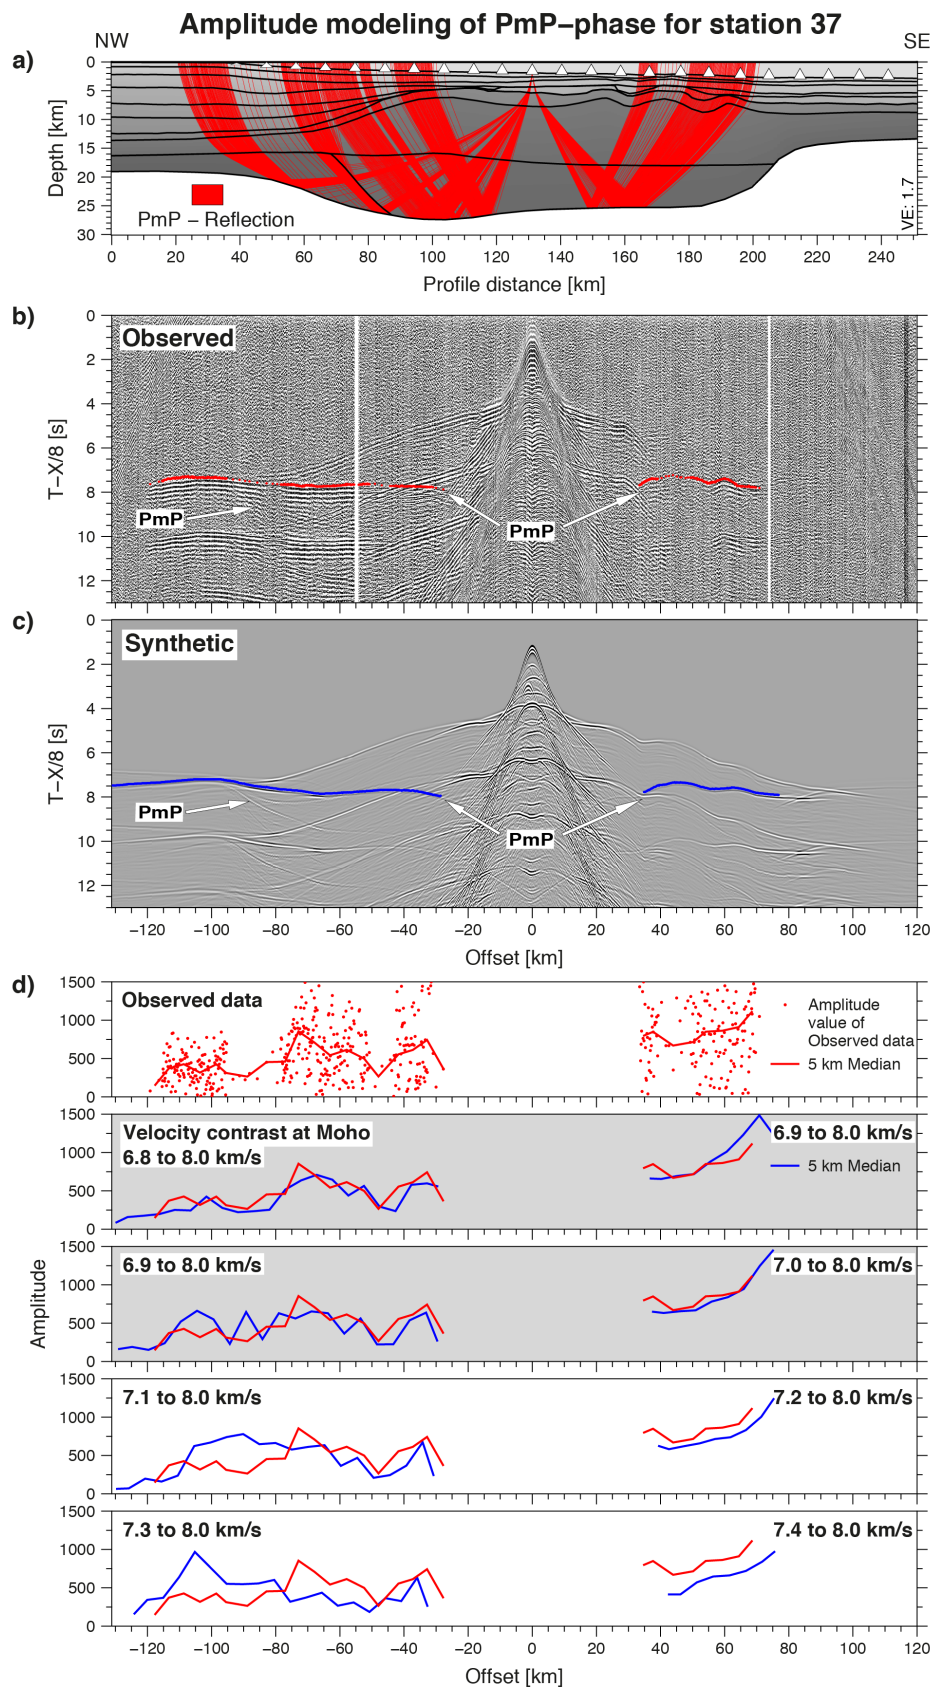 Amplitude modeling of PmP–phase for station 37
NW
SE
a)
0
5
10
15
20
25
30
Depth [km]
PmP – Reflection
VE: 1.7
0 20 40 60 80 100 120 140 160 180 200 220 240
Profile distance [km]
b)
0
2
4
6
8
10
12
T–X/8 [s]
Observed
PmP
PmP
c)
0
2
4
6
8
10
12
T–X/8 [s]
Synthetic
PmP
PmP
−120 −100 −80 −60 −40 −20 0 20 40 60 80 100 120
Offset [km]
d)
1500
1000
500
0
Observed data
Amplitude
value of
Observed data
5 km Median
1500
1000
500
0
Velocity contrast at Moho
6.8 to 8.0 km/s
6.9 to 8.0 km/s
5 km Median
Amplitude
1500
1000
500
0
6.9 to 8.0 km/s
7.0 to 8.0 km/s
1500
1000
500
0
7.1 to 8.0 km/s
7.2 to 8.0 km/s
1500
1000
500
0
7.3 to 8.0 km/s
7.4 to 8.0 km/s
−120 −100 −80 −60 −40 −20 0 20 40 60 80 100 120
Offset [km]